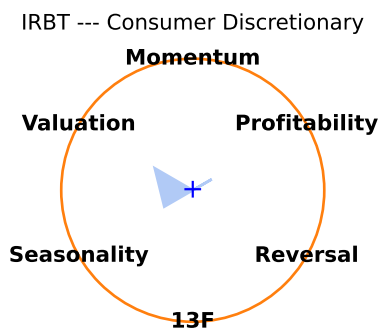 IRBT --- Consumer Discretionary
Momentum
Valuation
Profitability
Seasonality
Reversal
13F